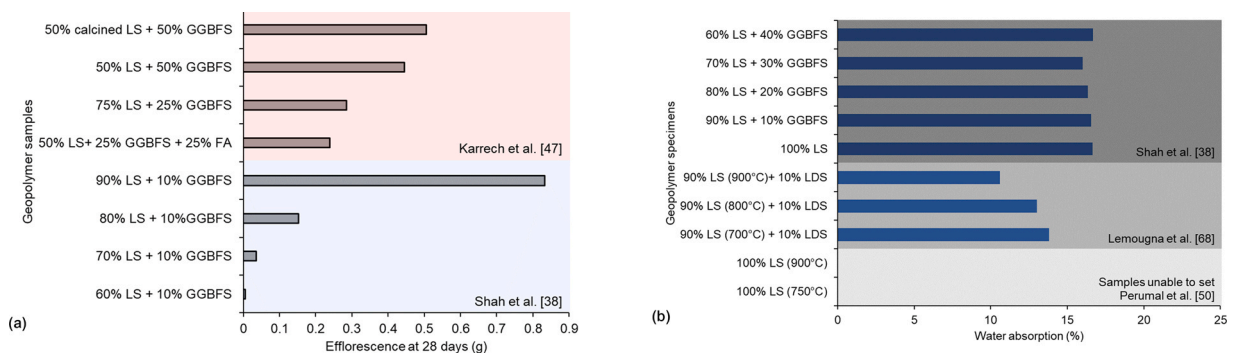 Geopolymer samples
50% calcined LS + 50% GGBFS
50% LS + 50% GGBFS
75% LS + 25% GGBFS
50% LS+ 25% GGBFS + 25% FA
Karrech et al. [47]
90% LS + 10% GGBFS
80% LS + 10%GGBFS
70% LS + 10% GGBFS
60% LS + 10% GGBFS
Shah et al. [38]
0 0.1 0.2 0.3 0.4 0.5 0.6 0.7 0.8 0.9
Efflorescence at 28 days (g)
(a)
Geopolymer specimens
60% LS + 40% GGBFS
70% LS + 30% GGBFS
80% LS + 20% GGBFS
90% LS + 10% GGBFS
100% LS
Shah et al. [38]
90% LS (900°C)+ 10% LDS
90% LS (800°C) + 10% LDS
90% LS (700°C) + 10% LDS
Lemougna et al. [68]
100% LS (900°C)
100% LS (750°C)
Samples unable to set
Perumal et al. [50]
0 5 10 15 20 25
Water absorption (%)
(b)